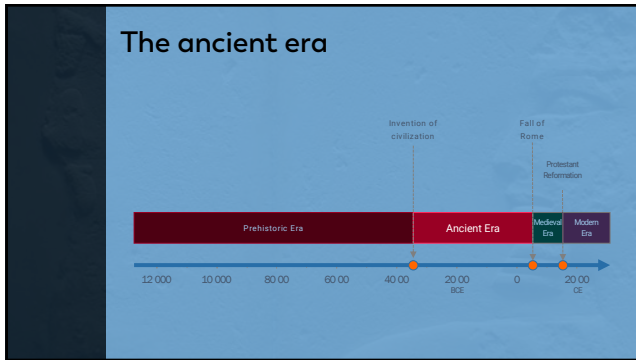 The ancient era
Invention of
civilization
Fall of
Rome
Protestant
Reformation
Prehistoric Era
Ancient Era
Medieval
Era
Modern
Era
12 000
10 000
80 00
60 00
40 00
20 00
BCE
0
20 00
CE